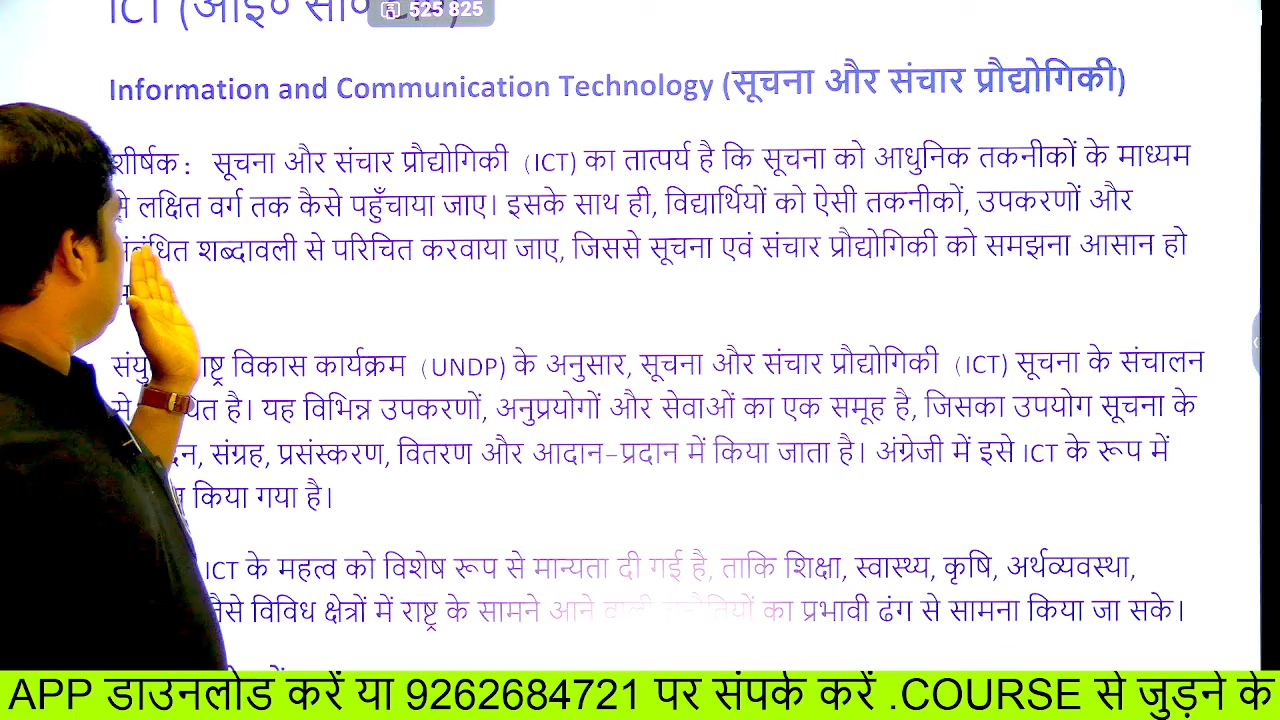 ICT (आई० सी०
525 825
Information and Communication Technology (सूचना और संचार प्रौद्योगिकी)
शीर्षक: सूचना और संचार प्रौद्योगिकी (ICT) का तात्पर्य है कि सूचना को आधुनिक तकनीकों के माध्यम
से लक्षित वर्ग तक कैसे पहुँचाया जाए। इसके साथ ही, विद्यार्थियों को ऐसी तकनीकों, उपकरणों और
संबंधित शब्दावली से परिचित करवाया जाए, जिससे सूचना एवं संचार प्रौद्योगिकी को समझना आसान हो
राष्ट्र विकास कार्यक्रम (UNDP) के अनुसार, सूचना और संचार प्रौद्योगिकी (ICT) सूचना के संचालन
से है। यह विभिन्न उपकरणों, अनुप्रयोगों और सेवाओं का एक समूह है, जिसका उपयोग सूचना के
संग्रह, प्रसंस्करण, वितरण और आदान-प्रदान में किया जाता है। अंग्रेजी में इसे ICT के रूप में
किया गया है।
ICT के महत्व को विशेष रूप से मान्यता दी गई है, ताकि शिक्षा, स्वास्थ्य, कृषि, अर्थव्यवस्था,
जैसे विविध क्षेत्रों में राष्ट्र के सामने आने वाली चुनौतियों का प्रभावी ढंग से सामना किया जा सके।
APP डाउनलोड करें या 9262684721 पर संपर्क करें .COURSE से जुड़ने के